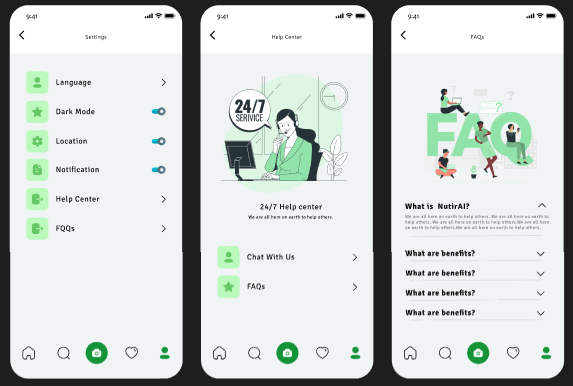 9:41
Settings
Language
Dark Mode
Location
Notification
Help Center
FQQs
9:41
Help Center
24/7
SERIVICE
24/7 Help center
We are all here on earth to help others.
Chat With Us
FAQs
9:41
FAQs
FAQ
What is NutirAI?
We are all here on earth to help others. We are all here on earth to
help others. We are all here on earth to help others.We are all here
on earth to help others.We are all here on earth to help others.
What are benefits?
What are benefits?
What are benefits?
What are benefits?